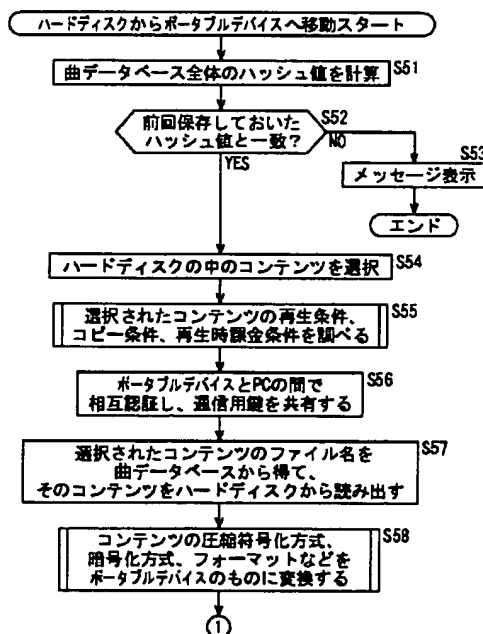 ハードディスクからポータブルデバイスへ移動スタート
曲データベース全体のハッシュ値を計算
S51
前回保存しておいた
ハッシュ値と一致?
S52
NO
YES
メッセージ表示
S53
エンド
ハードディスクの中のコンテンツを選択
S54
選択されたコンテンツの再生条件、
コピー条件、再生時課金条件を調べる
S55
ポータブルデバイスとPCの間で
相互認証し、通信用鍵を共有する
S56
選択されたコンテンツのファイル名を
曲データベースから得て、
そのコンテンツをハードディスクから読み出す
S57
コンテンツの圧縮符号化方式、
暗号化方式、フォーマットなどを
ポータブルデバイスのものに変換する
S58
1